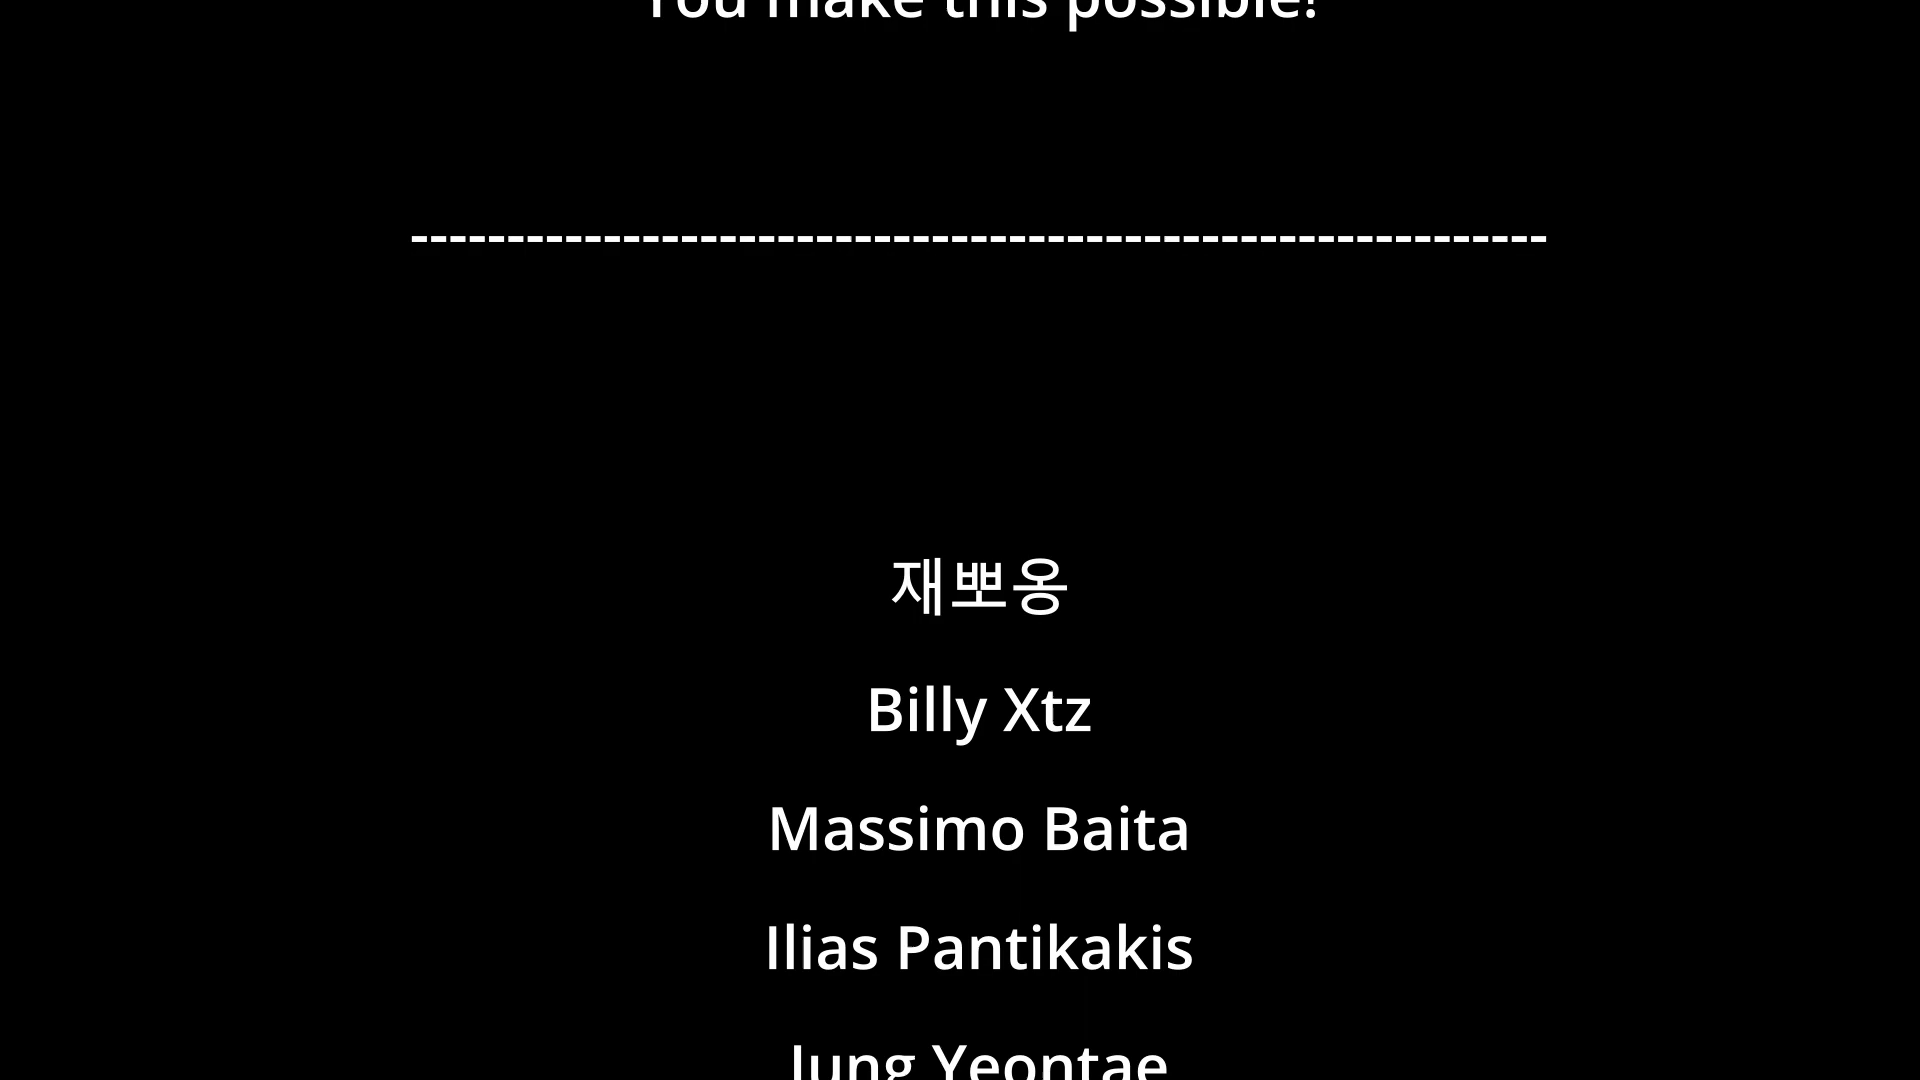 You make this possible!
-----------------------------------------------------------
재뽀옹
Billy Xtz
Massimo Baita
Ilias Pantikakis
Jung Yeontae